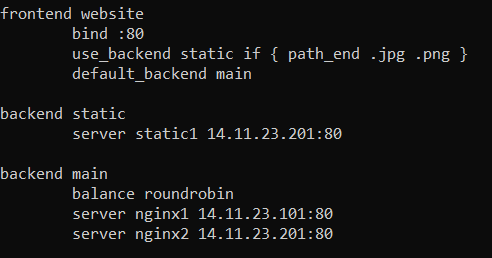 frontend website
bind :80
use_backend static if { path_end .jpg .png }
default_backend main
backend static
server static1 14.11.23.201:80
backend main
balance roundrobin
server nginx1 14.11.23.101:80
server nginx2 14.11.23.201:80